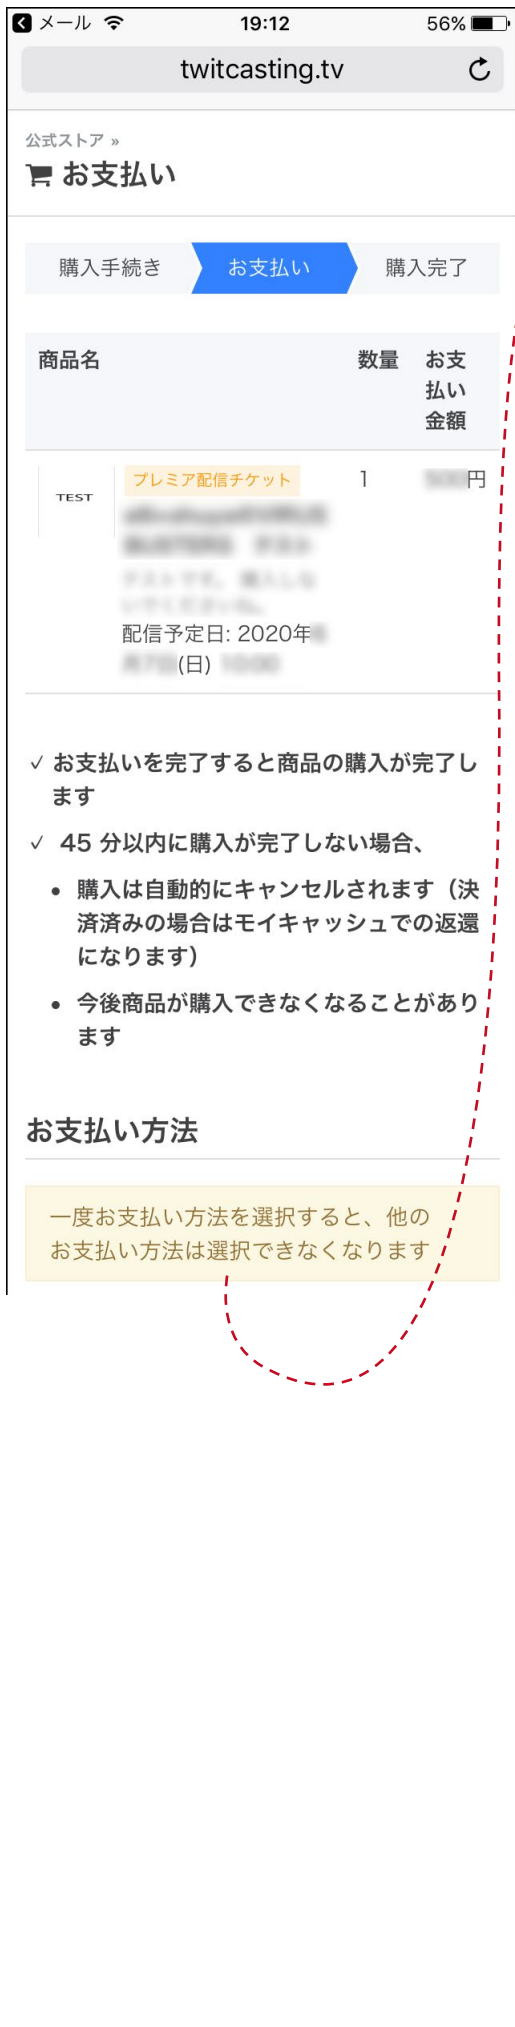 メール 19:12 56%
twitcasting.tv
公式ストア »
お支払い
購入手続き お支払い 購入完了
商品名 数量 お支
払い
金額
TEST プレミア配信チケット 1 円
配信予定日: 2020年
(日)
✓ お支払いを完了すると商品の購入が完了し
ます
✓ 45 分以内に購入が完了しない場合、
• 購入は自動的にキャンセルされます（決
済済みの場合はモイキャッシュでの返還
になります）
• 今後商品が購入できなくなることがあり
ます
お支払い方法
一度お支払い方法を選択すると、他の
お支払い方法は選択できなくなります